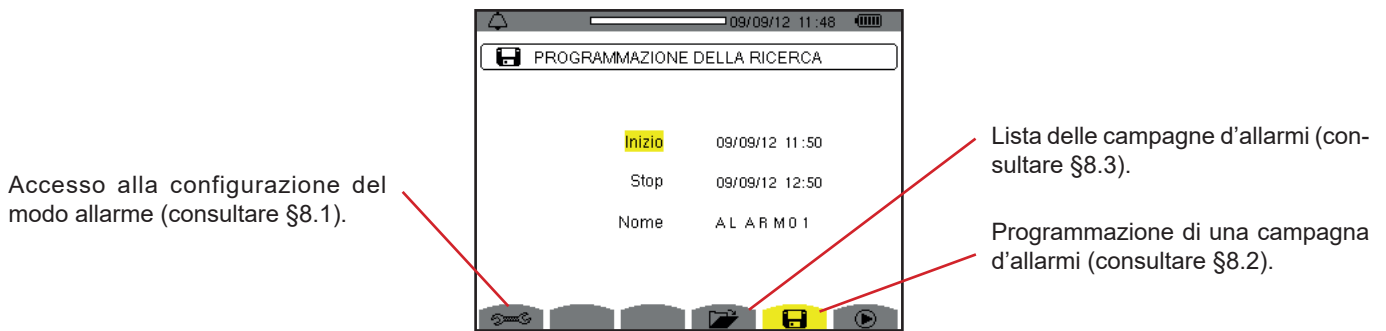 09/09/12 11:48
PROGRAMMAZIONE DELLA RICERCA
Inizio 09/09/12 11:50
Stop 09/09/12 12:50
Nome ALARM01
Accesso alla configurazione del
modo allarme (consultare §8.1).
Lista delle campagne d'allarmi (con-
sultare §8.3).
Programmazione di una campagna
d'allarmi (consultare §8.2).